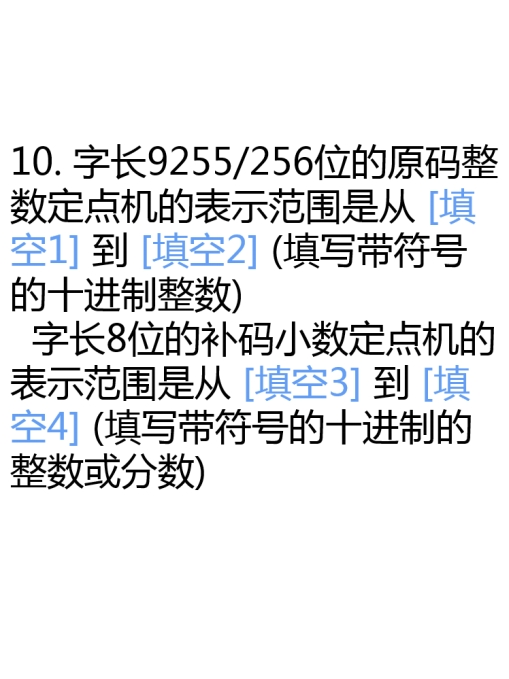 10. 字长9255/256位的原码整
数定点机的表示范围是从 [填
空1] 到 [填空2] (填写带符号
的十进制整数)
字长8位的补码小数定点机的
表示范围是从 [填空3] 到 [填
空4] (填写带符号的十进制的
整数或分数)